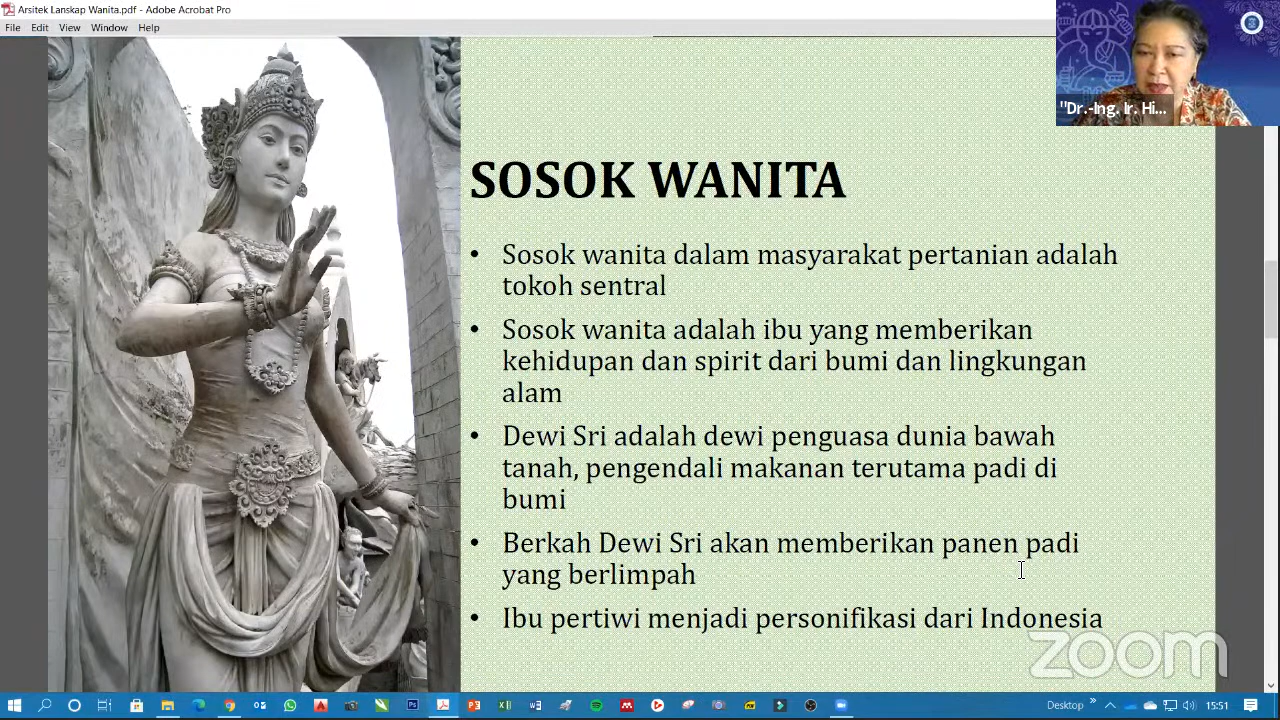 Arsitek Lanskap Wanita.pdf - Adobe Acrobat Pro
File Edit View Window Help
"Dr.-Ing. Ir. Hi...
SOSOK WANITA
• Sosok wanita dalam masyarakat pertanian adalah
tokoh sentral
• Sosok wanita adalah ibu yang memberikan
kehidupan dan spirit dari bumi dan lingkungan
alam
• Dewi Sri adalah dewi penguasa dunia bawah
tanah, pengendali makanan terutama padi di
bumi
• Berkah Dewi Sri akan memberikan panen padi
yang berlimpah
• Ibu pertiwi menjadi personifikasi dari Indonesia
zoom
Desktop
15:51